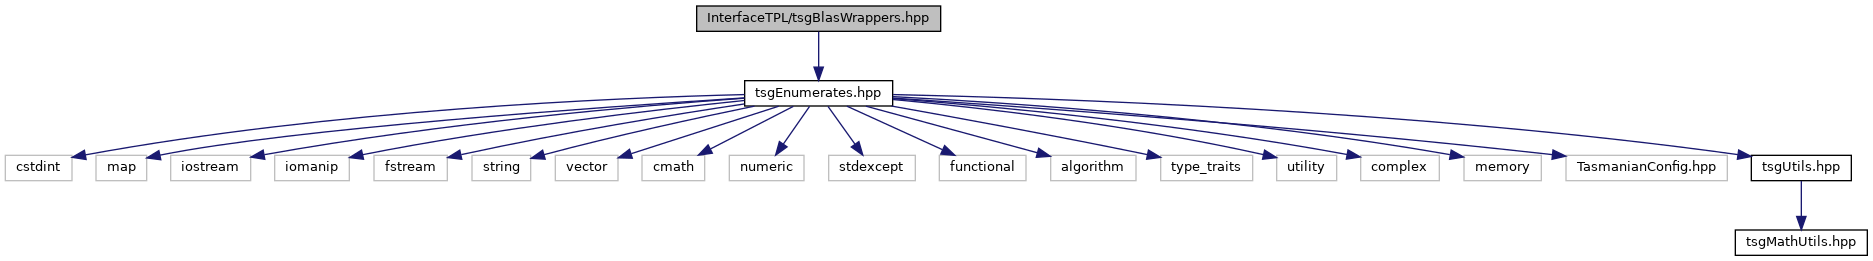 InterfaceTPL/tsgBlasWrappers.hpp
tsgEnumerates.hpp
cstdint
map
iostream
iomanip
fstream
string
vector
cmath
numeric
stdexcept
functional
algorithm
type_traits
utility
complex
memory
TasmanianConfig.hpp
tsgUtils.hpp
tsgMathUtils.hpp